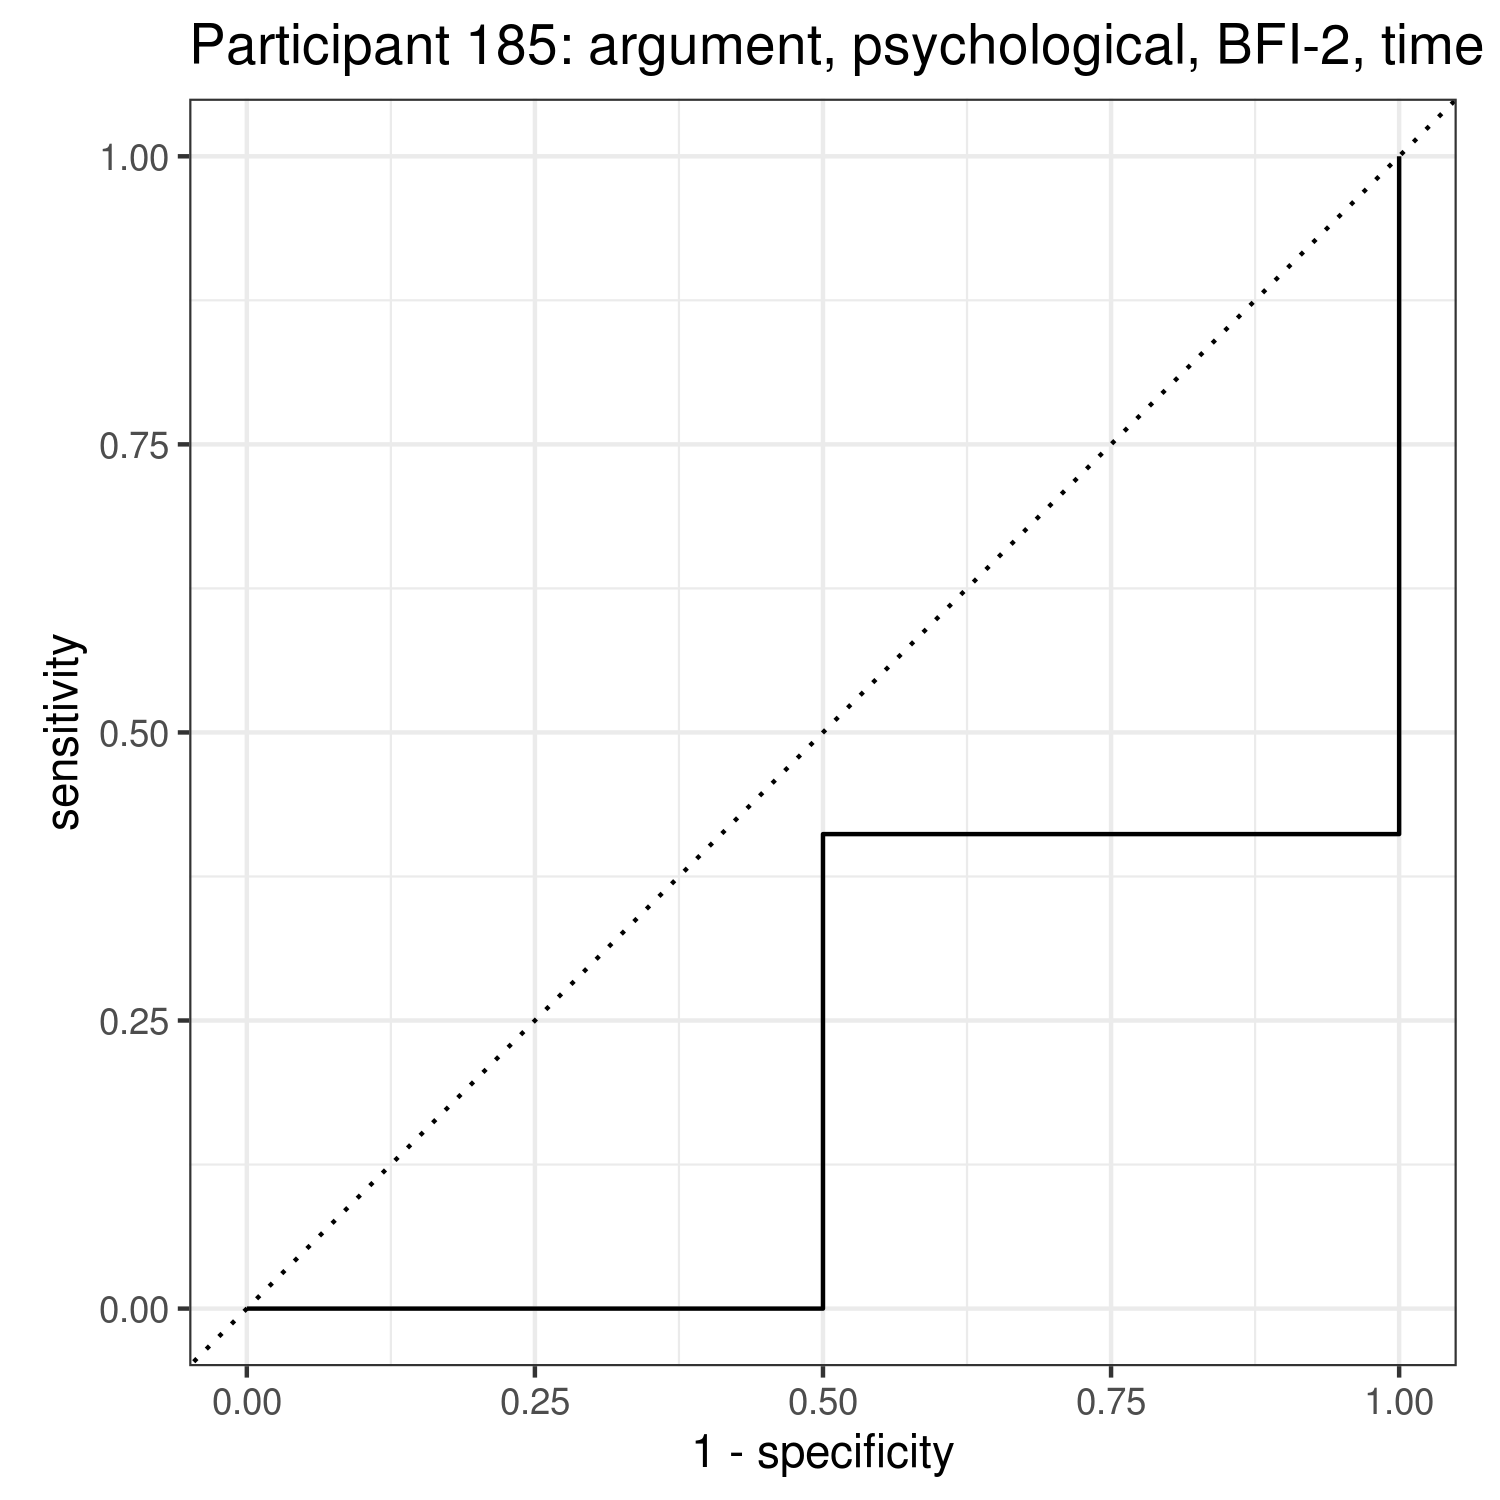 Participant 185: argument, psychological, BFI-2, time
1.00
0.75
0.50
0.25
0.00
sensitivity
0.00 0.25 0.50 0.75 1.00
1 - specificity